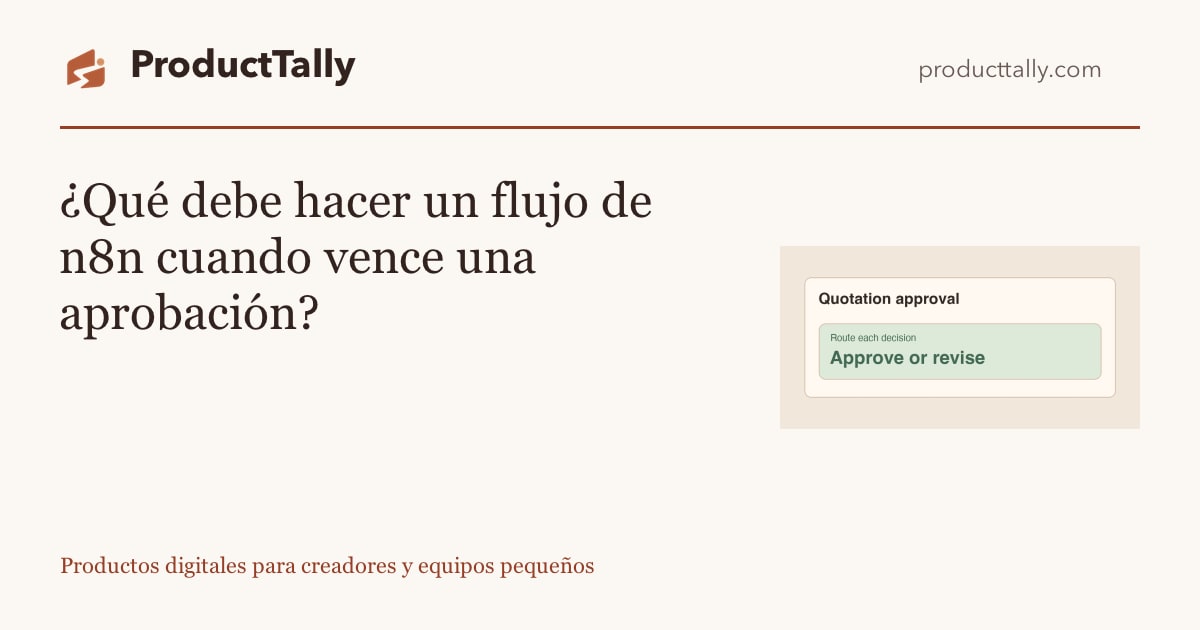 ProductTally
producttally.com
¿Qué debe hacer un flujo de
n8n cuando vence una
aprobación?
Quotation approval
Route each decision
Approve or revise
Productos digitales para creadores y equipos pequeños